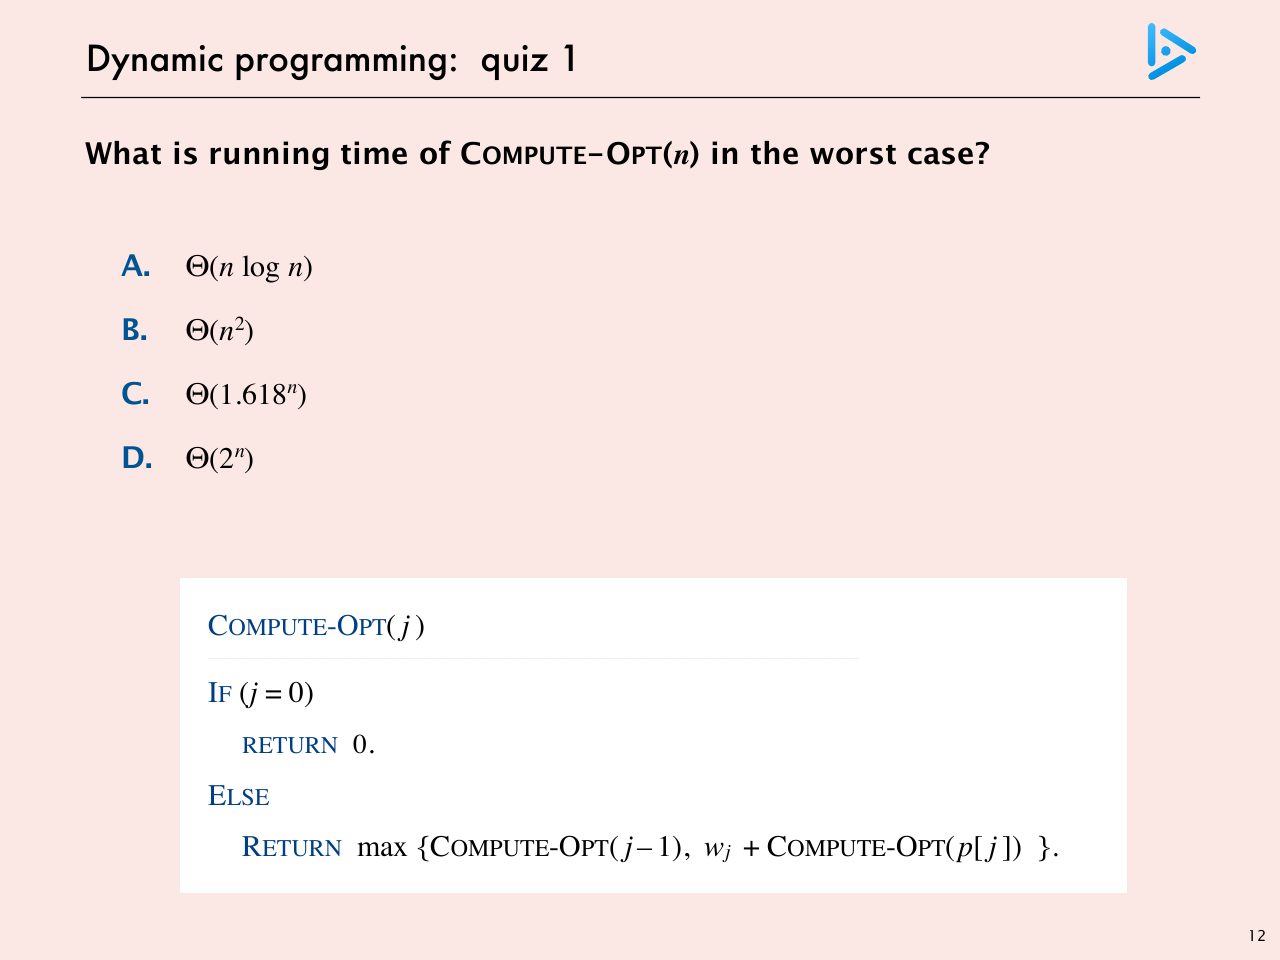 Dynamic programming: quiz 1
What is running time of COMPUTE-OPT(n) in the worst case?
A. Θ(n log n)
B. Θ(n²)
C. Θ(1.618ⁿ)
D. Θ(2ⁿ)
COMPUTE-OPT( j )
IF (j = 0)
RETURN 0.
ELSE
RETURN max {COMPUTE-OPT( j – 1), wⱼ + COMPUTE-OPT( p[ j ]) }.
12